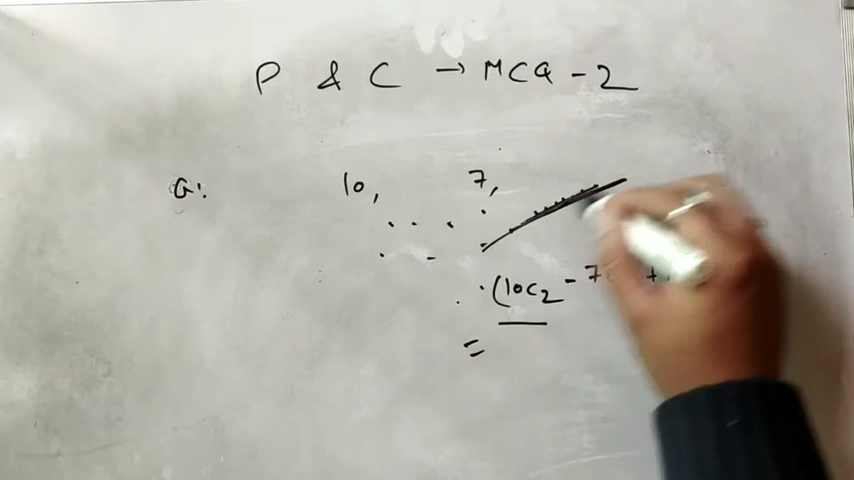 P & C → MCQ - 2
Q: 10, 7,
(10C2 - 7
=